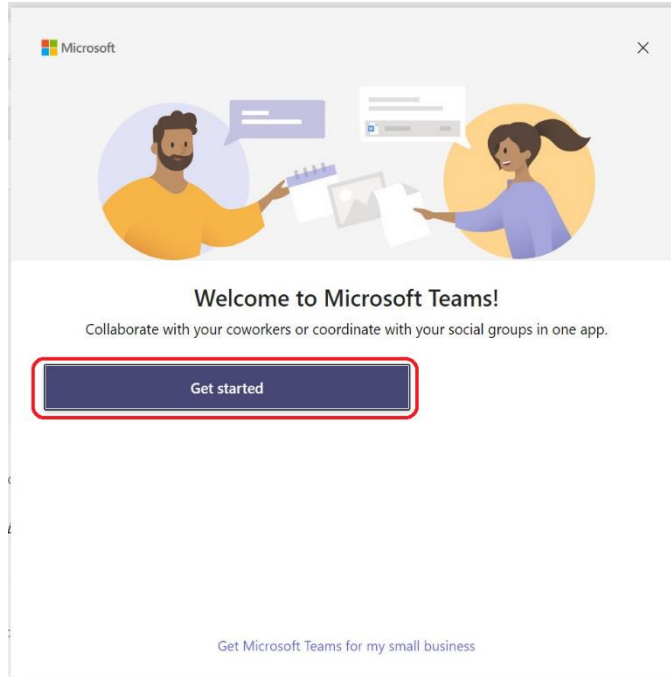 Microsoft
Welcome to Microsoft Teams!
Collaborate with your coworkers or coordinate with your social groups in one app.
Get started
Get Microsoft Teams for my small business